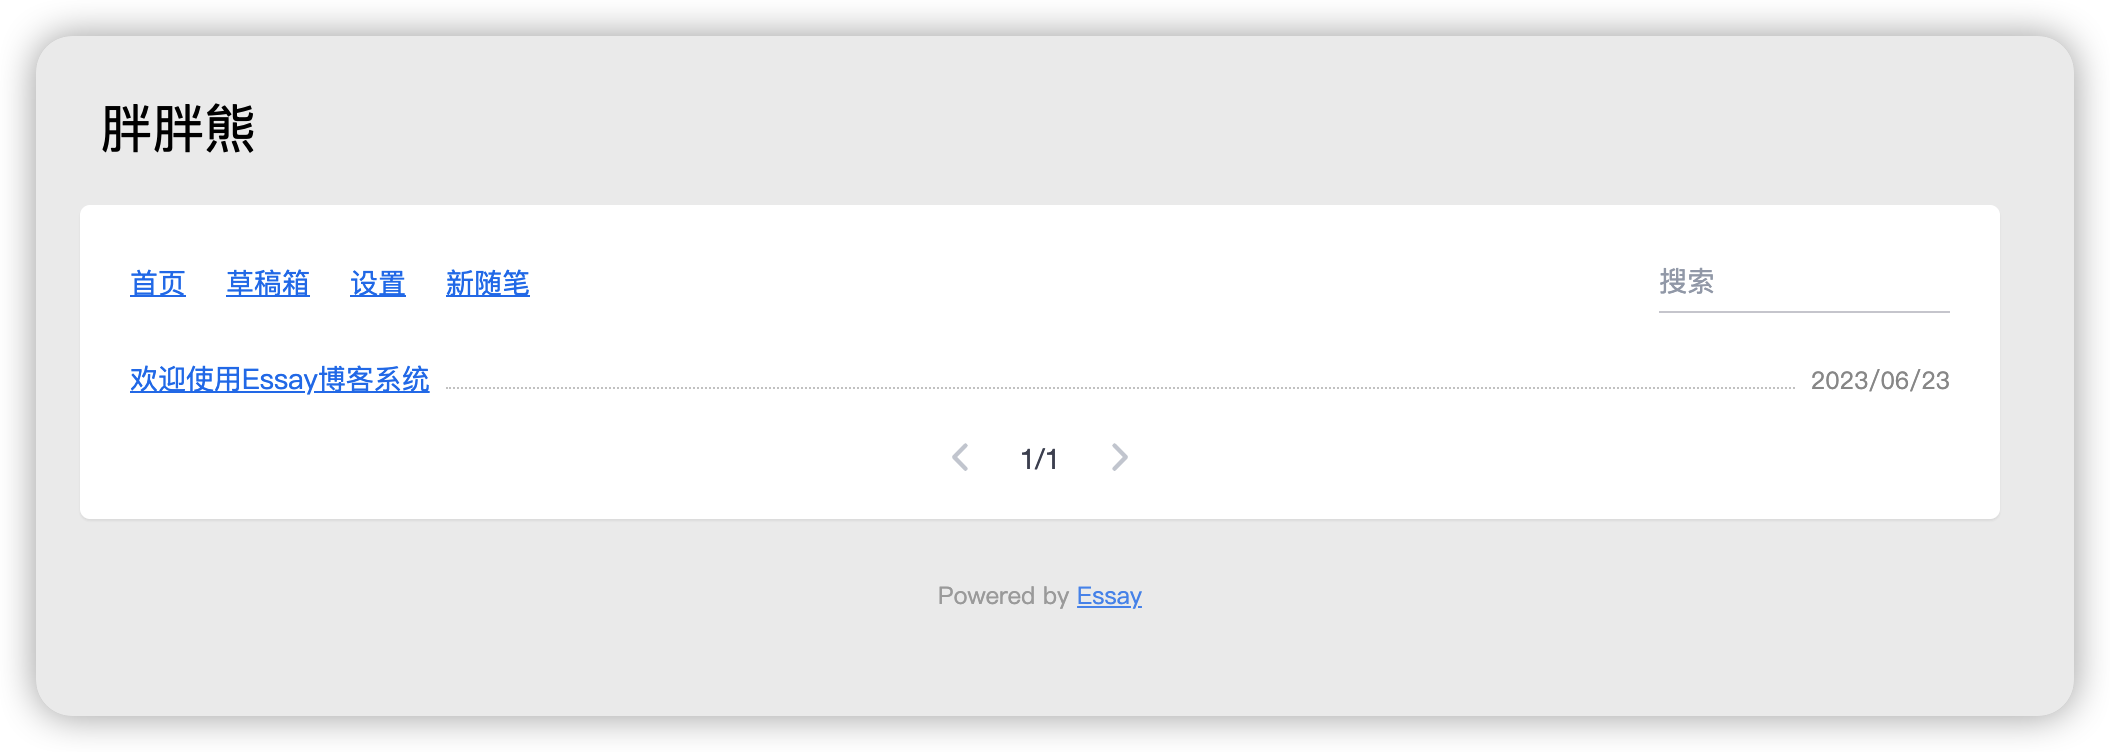 胖胖熊
首页 草稿箱 设置 新随笔 搜索
欢迎使用Essay博客系统 2023/06/23
1/1
Powered by Essay